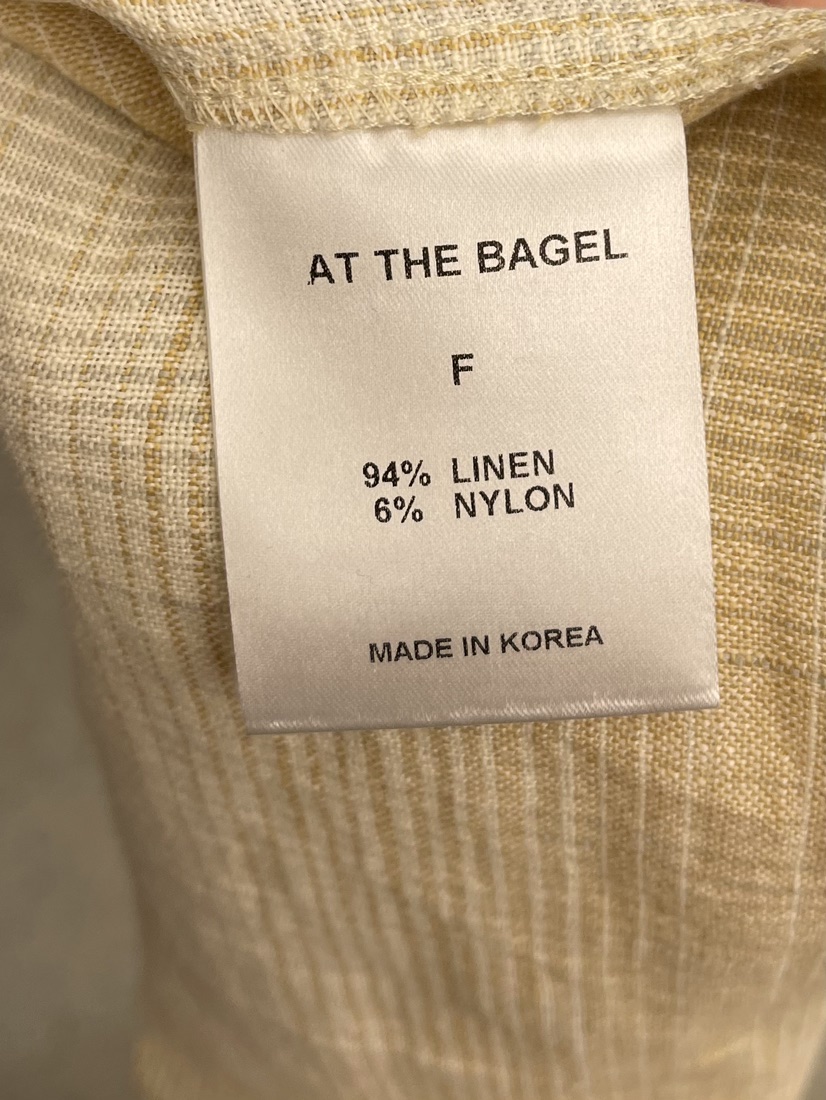 AT THE BAGEL
F
94% LINEN
6% NYLON
MADE IN KOREA